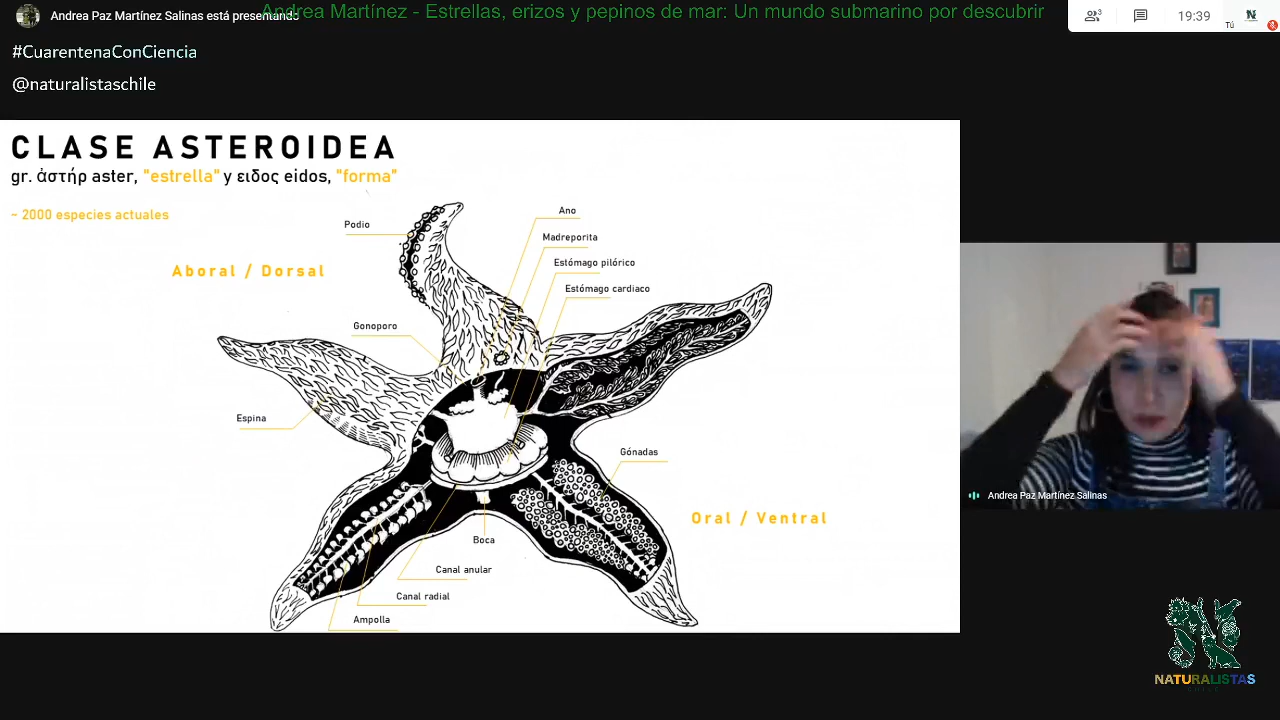 Andrea Paz Martínez Salinas está presentando
Andrea Martínez - Estrellas, erizos y pepinos de mar: Un mundo submarino por descubrir
3
19:39
Tú
#CuarentenaConCiencia
@naturalistaschile
CLASE ASTEROIDEA
gr. ἀστήρ aster, "estrella" y ειδος eidos, "forma"
~ 2000 especies actuales
Podio
Ano
Madreporita
Estómago pilórico
Estómago cardiaco
Aboral / Dorsal
Gonoporo
Espina
Gónadas
Oral / Ventral
Boca
Canal anular
Canal radial
Ampolla
Andrea Paz Martínez Salinas
NATURALISTAS
CHILE